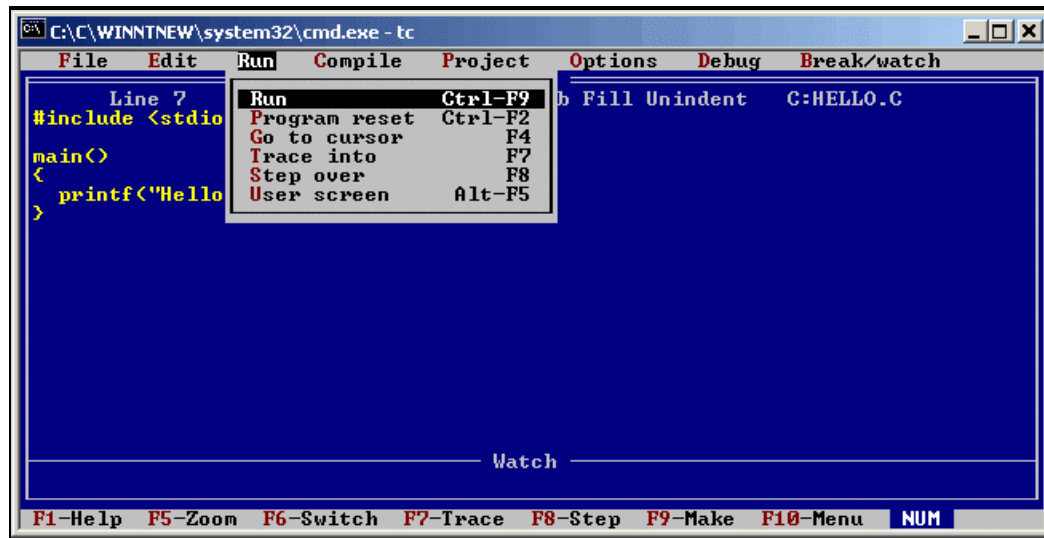 C:\C\WINNTNEW\system32\cmd.exe - tc
File Edit Run Compile Project Options Debug Break/watch
Line 7 b Fill Unindent C:HELLO.C
Run Ctrl-F9
#include <stdio
Program reset Ctrl-F2
Go to cursor F4
main()
Trace into F7
{
Step over F8
printf("Hello
User screen Alt-F5
}
Watch
F1-Help F5-Zoom F6-Switch F7-Trace F8-Step F9-Make F10-Menu NUM